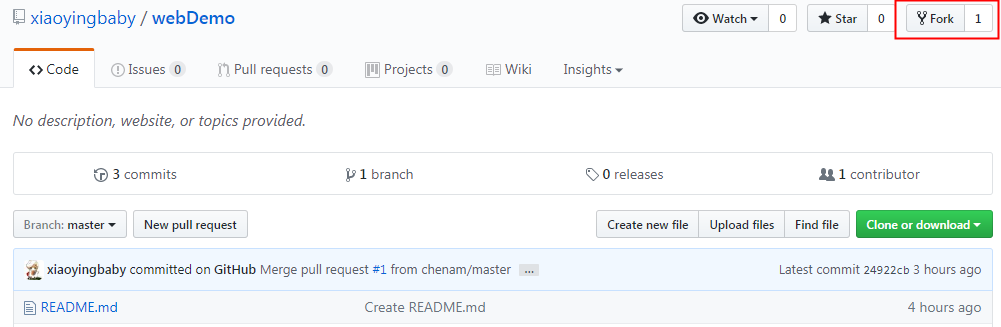 xiaoyingbaby / webDemo Watch 0 Star 0 Fork 1
Code Issues 0 Pull requests 0 Projects 0 Wiki Insights
No description, website, or topics provided.
3 commits 1 branch 0 releases 1 contributor
Branch: master New pull request Create new file Upload files Find file Clone or download
xiaoyingbaby committed on GitHub Merge pull request #1 from chenam/master ... Latest commit 24922cb 3 hours ago
README.md Create README.md 4 hours ago